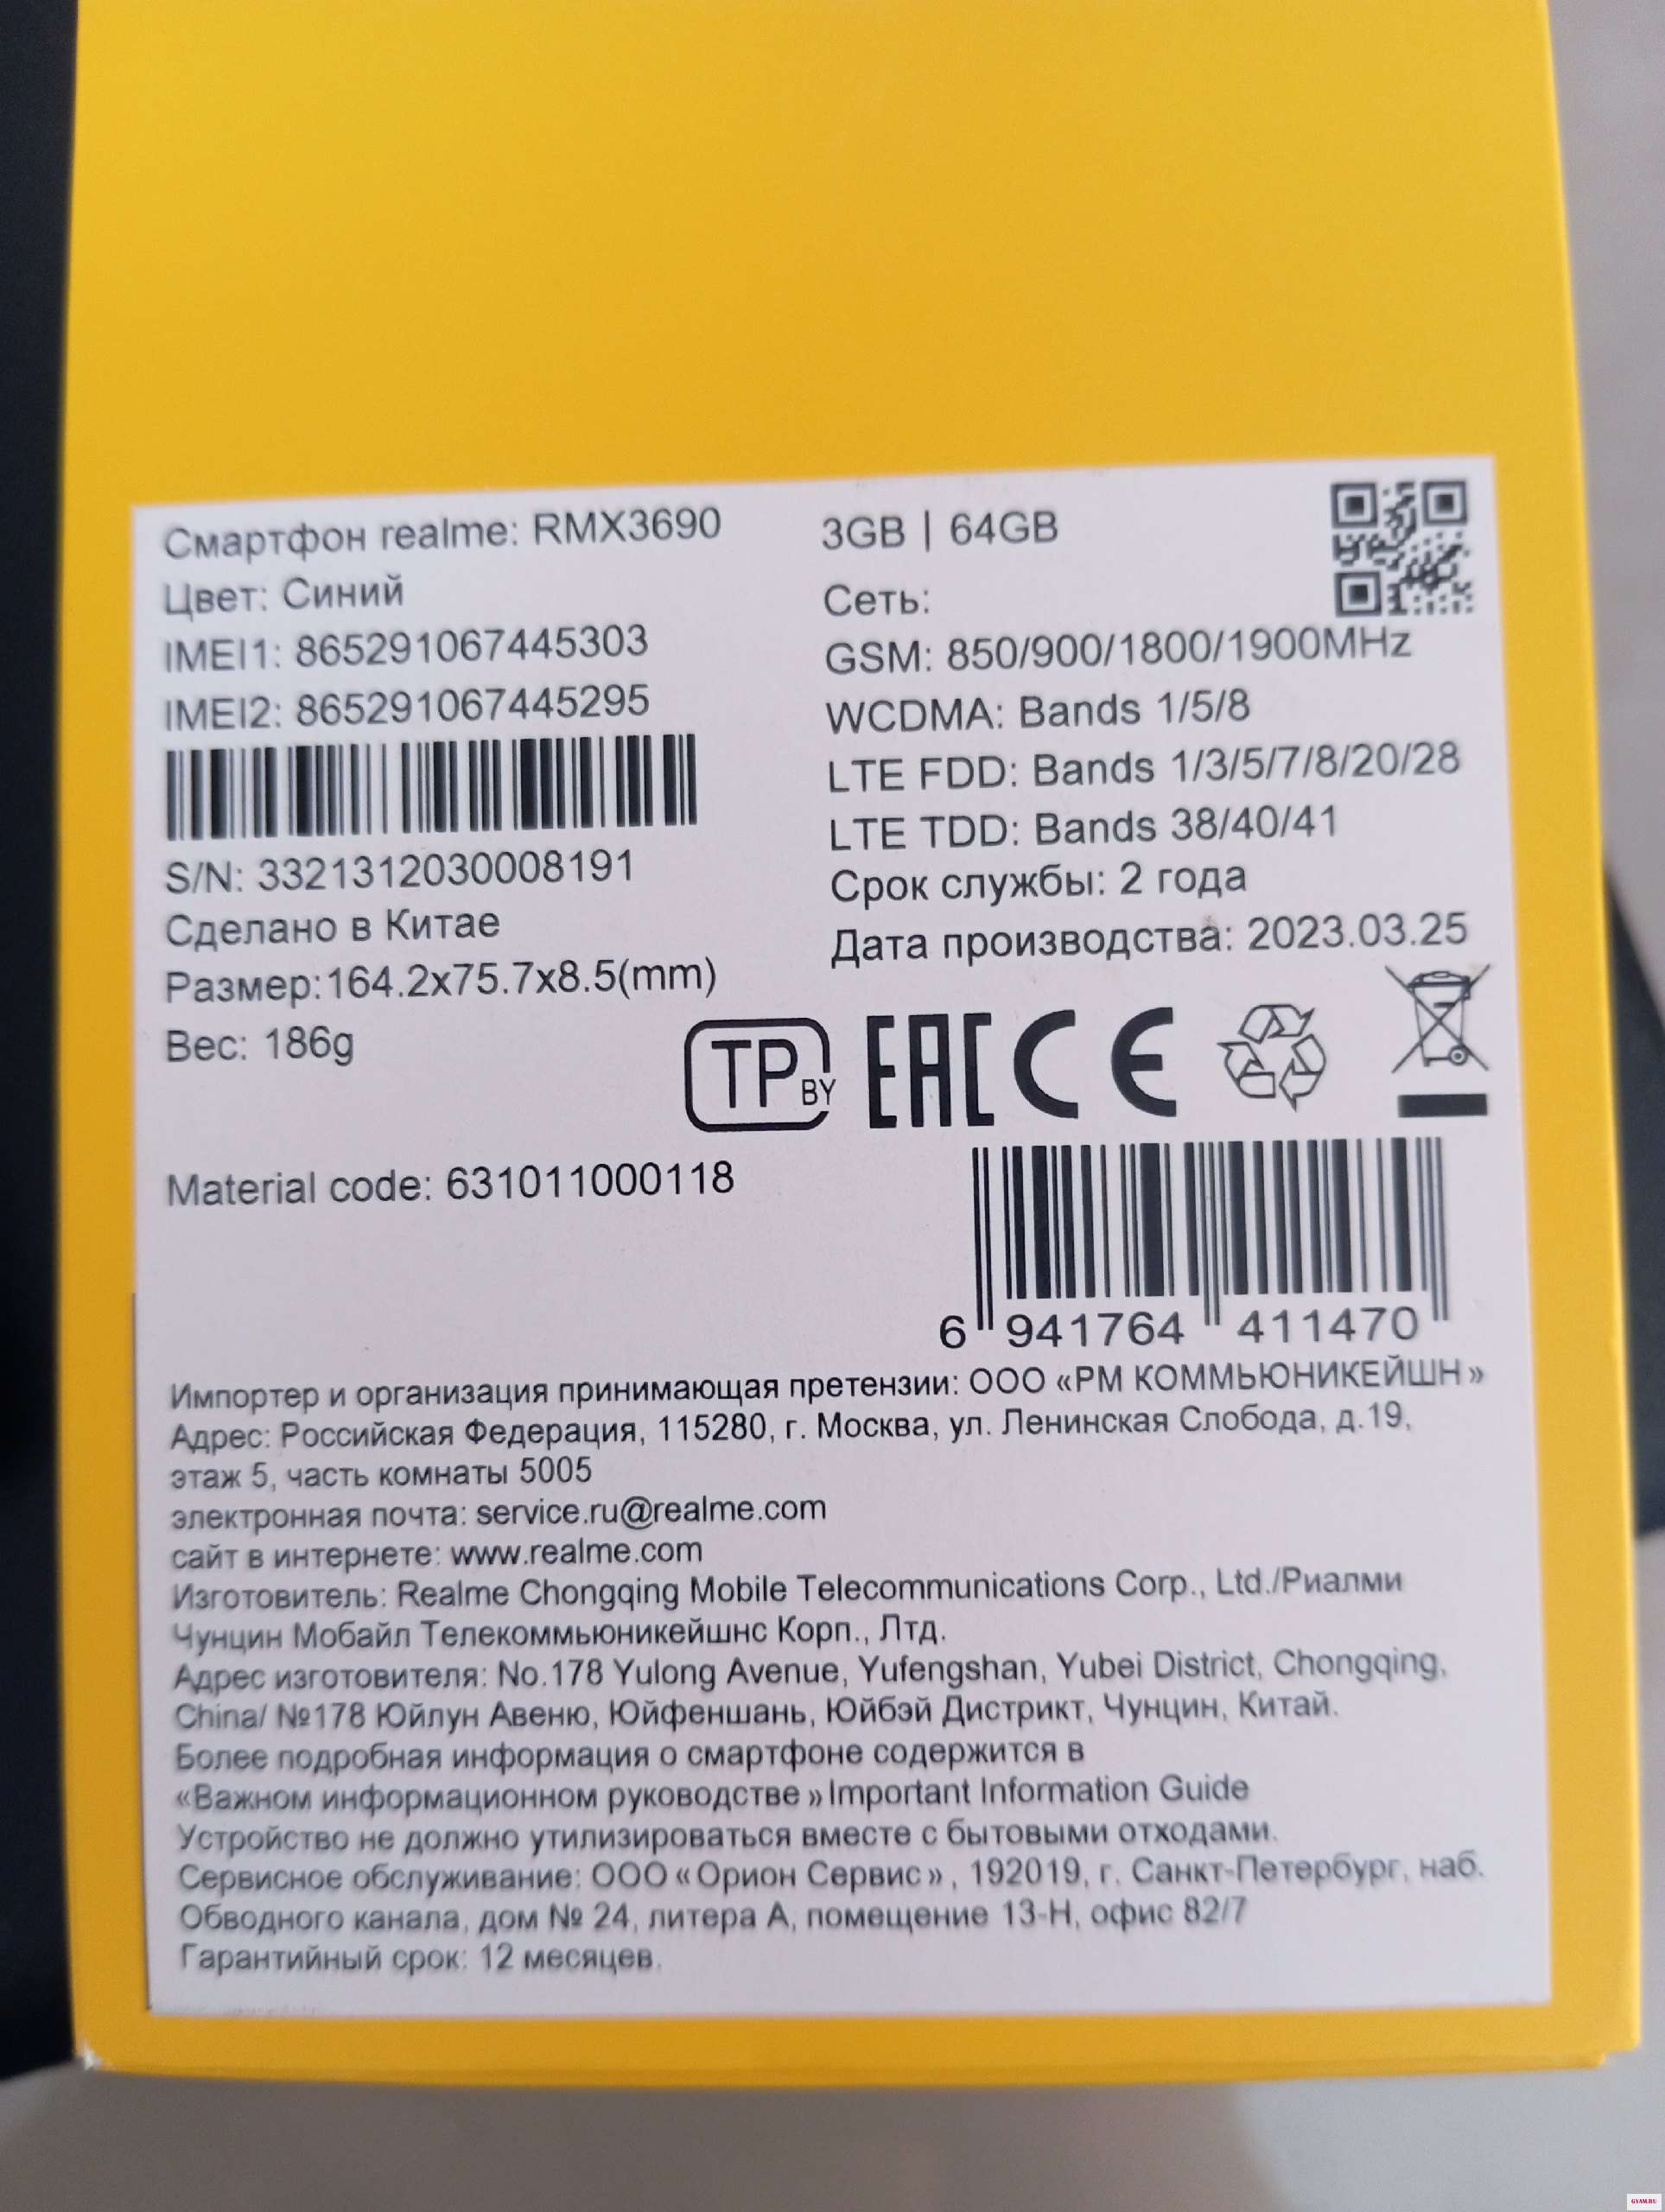 Смартфон realme: RMX3690
Цвет: Синий
IMEI1: 865291067445303
IMEI2: 865291067445295
S/N: 3321312030008191
Сделано в Китае
Размер:164.2x75.7x8.5(mm)
Вес: 186g
3GB | 64GB
Сеть:
GSM: 850/900/1800/1900MHz
WCDMA: Bands 1/5/8
LTE FDD: Bands 1/3/5/7/8/20/28
LTE TDD: Bands 38/40/41
Срок службы: 2 года
Дата производства: 2023.03.25
TP BY EAC CE
Material code: 631011000118
6 941764 411470
Импортер и организация принимающая претензии: ООО «РМ КОММЬЮНИКЕЙШН»
Адрес: Российская Федерация, 115280, г. Москва, ул. Ленинская Слобода, д.19,
этаж 5, часть комнаты 5005
электронная почта: service.ru@realme.com
сайт в интернете: www.realme.com
Изготовитель: Realme Chongqing Mobile Telecommunications Corp., Ltd./Риалми
Чунцин Мобайл Телекоммьюникейшнс Корп., Лтд.
Адрес изготовителя: No.178 Yulong Avenue, Yufengshan, Yubei District, Chongqing,
China/ №178 Юйлун Авеню, Юйфеншань, Юйбэй Дистрикт, Чунцин, Китай.
Более подробная информация о смартфоне содержится в
«Важном информационном руководстве» Important Information Guide
Устройство не должно утилизироваться вместе с бытовыми отходами.
Сервисное обслуживание: ООО «Орион Сервис», 192019, г. Санкт-Петербург, наб.
Обводного канала, дом № 24, литера А, помещение 13-Н, офис 82/7
Гарантийный срок: 12 месяцев.
GYAM.RU